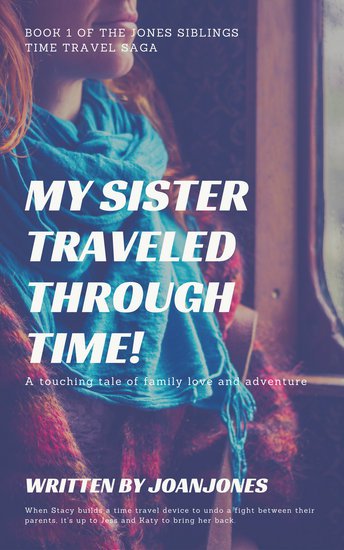 BOOK 1 OF THE JONES SIBLINGS
TIME TRAVEL SAGA
MY SISTER
TRAVELED
THROUGH
TIME!
A touching tale of family love and adventure
WRITTEN BY JOANJONES
When Stacy builds a time travel device to undo a fight between their
parents, it's up to Jess and Katy to bring her back.